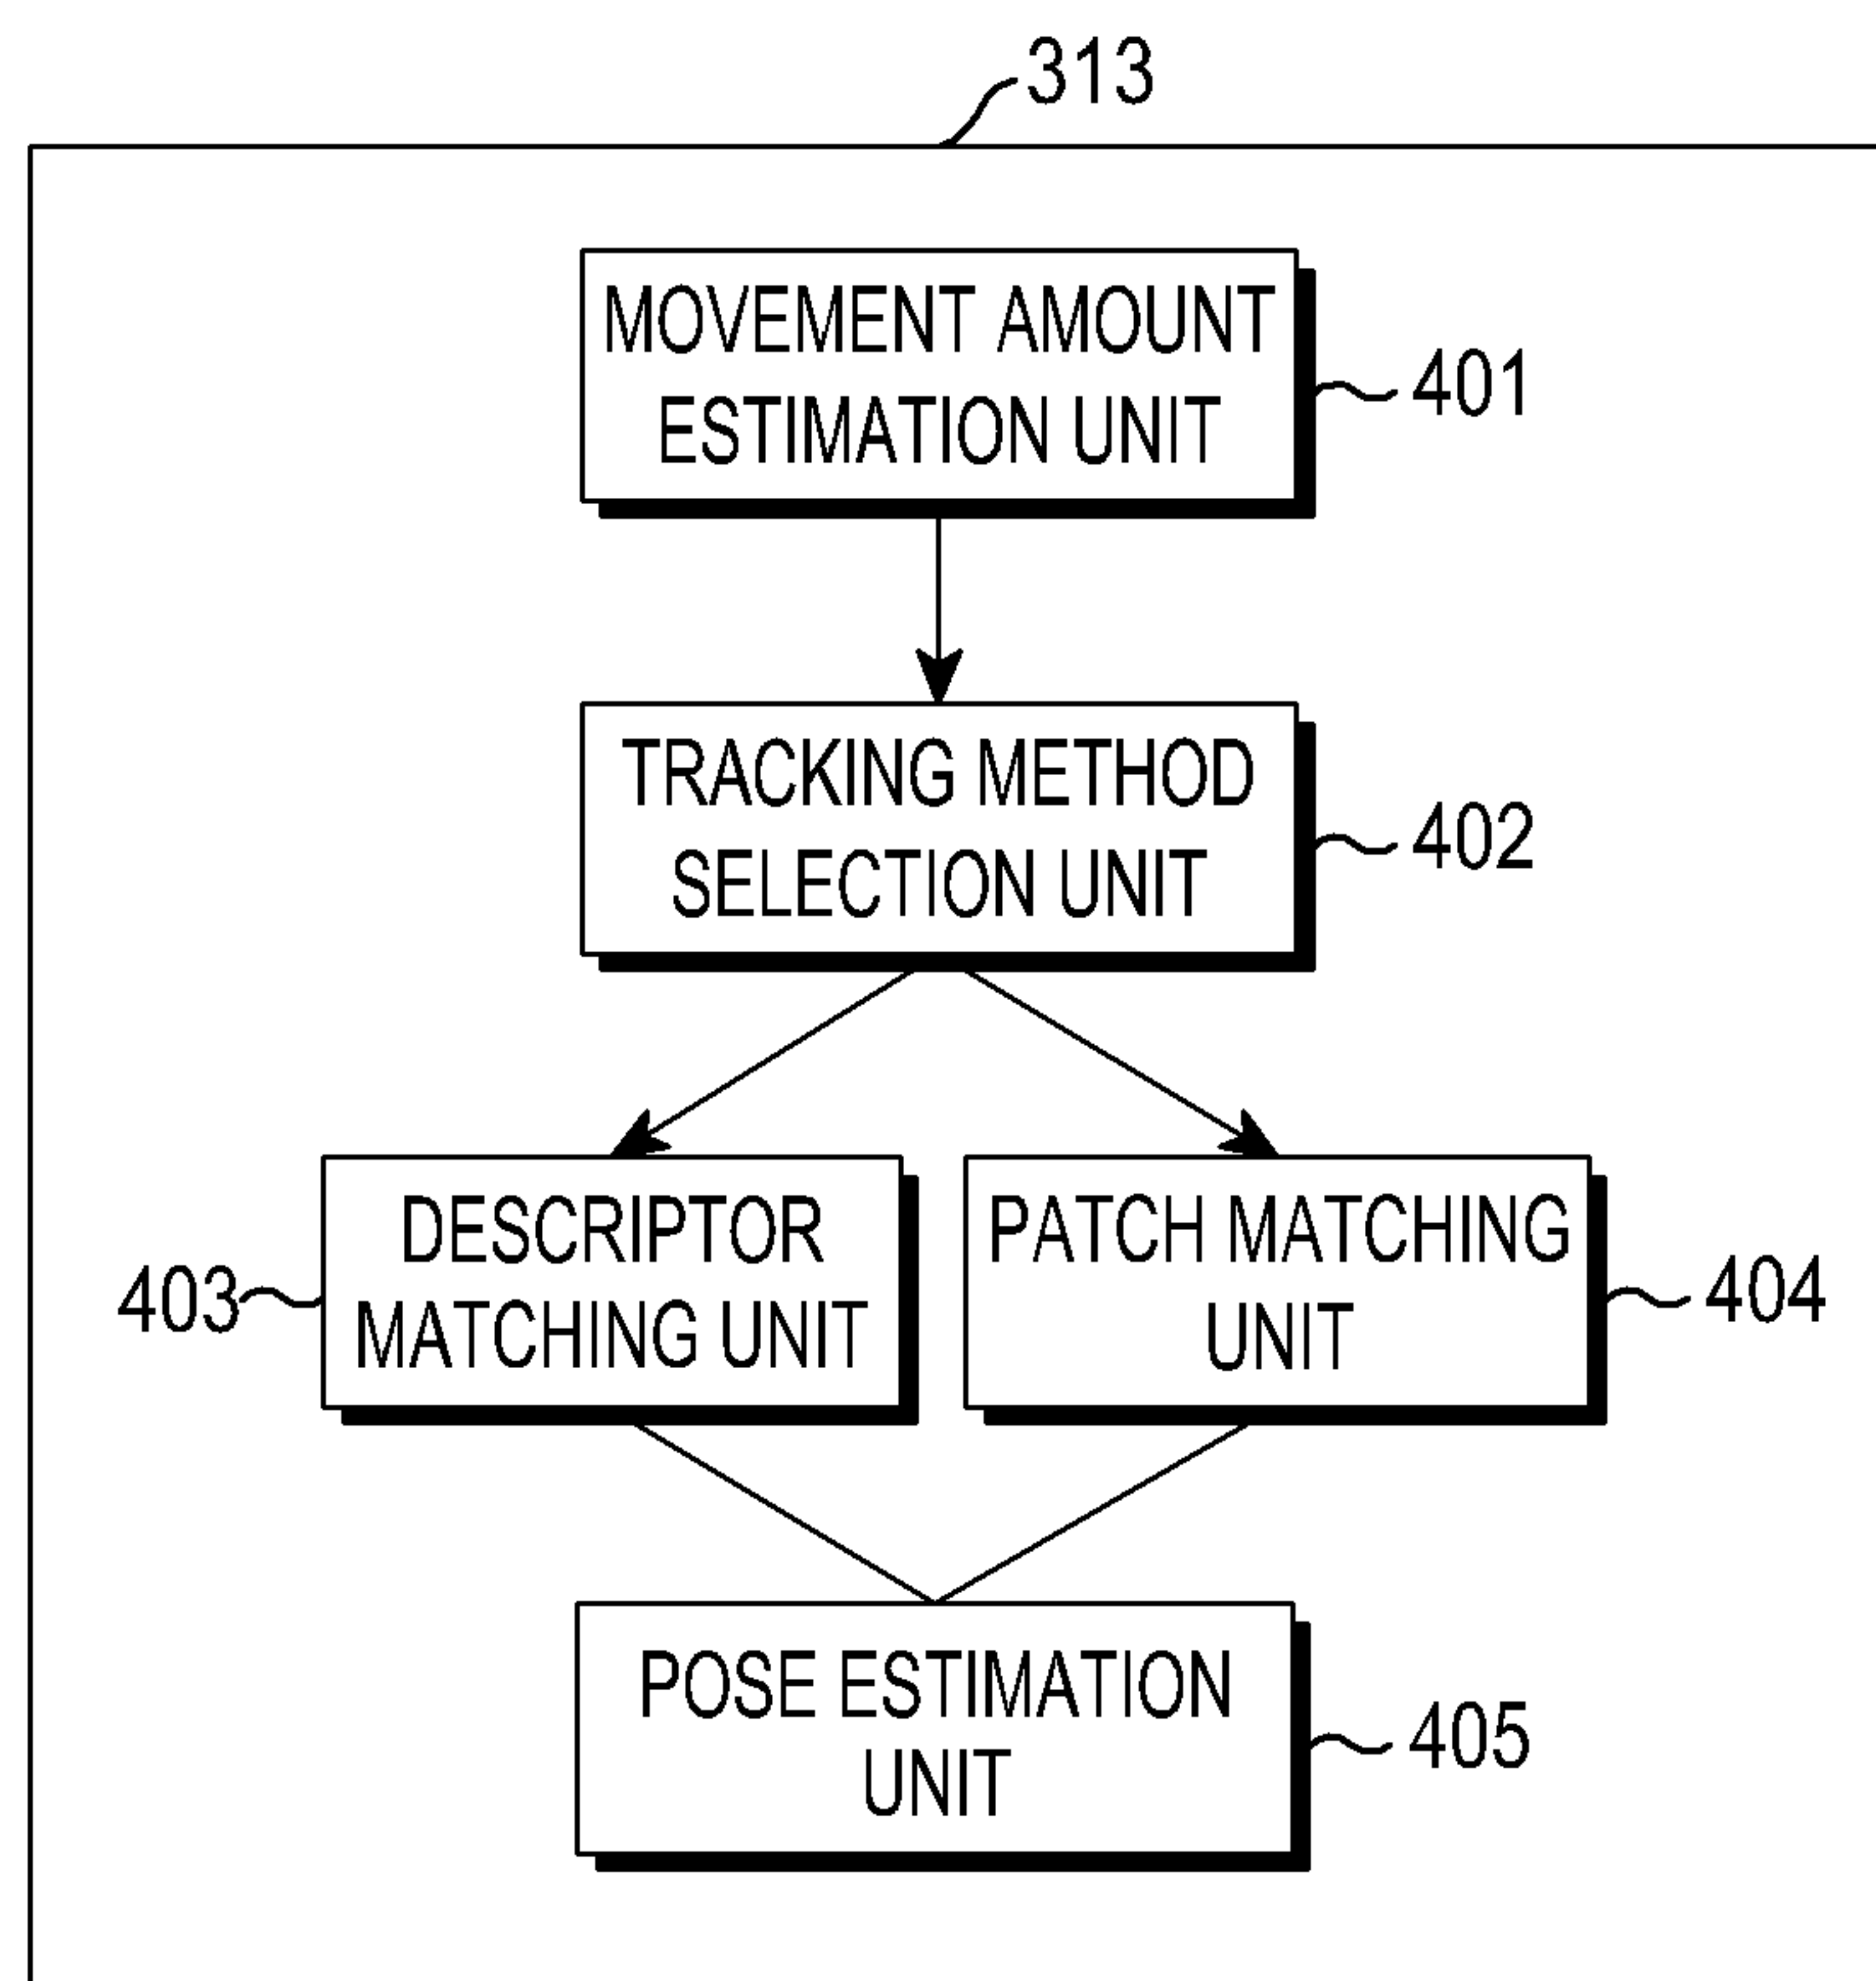 313
MOVEMENT AMOUNT
ESTIMATION UNIT
401
TRACKING METHOD
SELECTION UNIT
402
DESCRIPTOR
MATCHING UNIT
403
PATCH MATCHING
UNIT
404
POSE ESTIMATION
UNIT
405